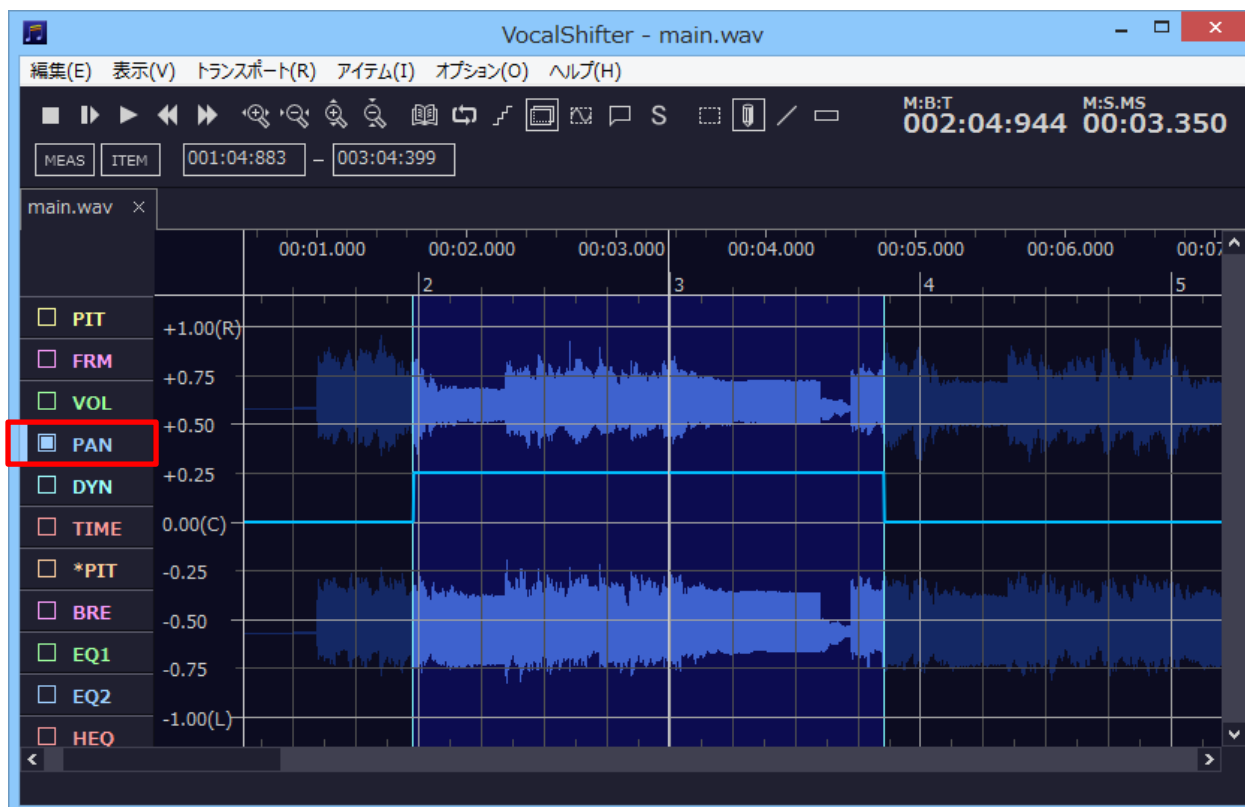 VocalShifter - main.wav
編集(E) 表示(V) トランスポート(R) アイテム(I) オプション(O) ヘルプ(H)
S
M:B:T M:S.MS
002:04:944 00:03.350
MEAS ITEM 001:04:883 – 003:04:399
main.wav ×
00:01.000 00:02.000 00:03.000 00:04.000 00:05.000 00:06.000 00:07
2 3 4 5
PIT
+1.00(R)
FRM
+0.75
VOL
+0.50
PAN
+0.25
DYN
0.00(C)
TIME
-0.25
*PIT
BRE
-0.50
EQ1
-0.75
EQ2
-1.00(L)
HEQ